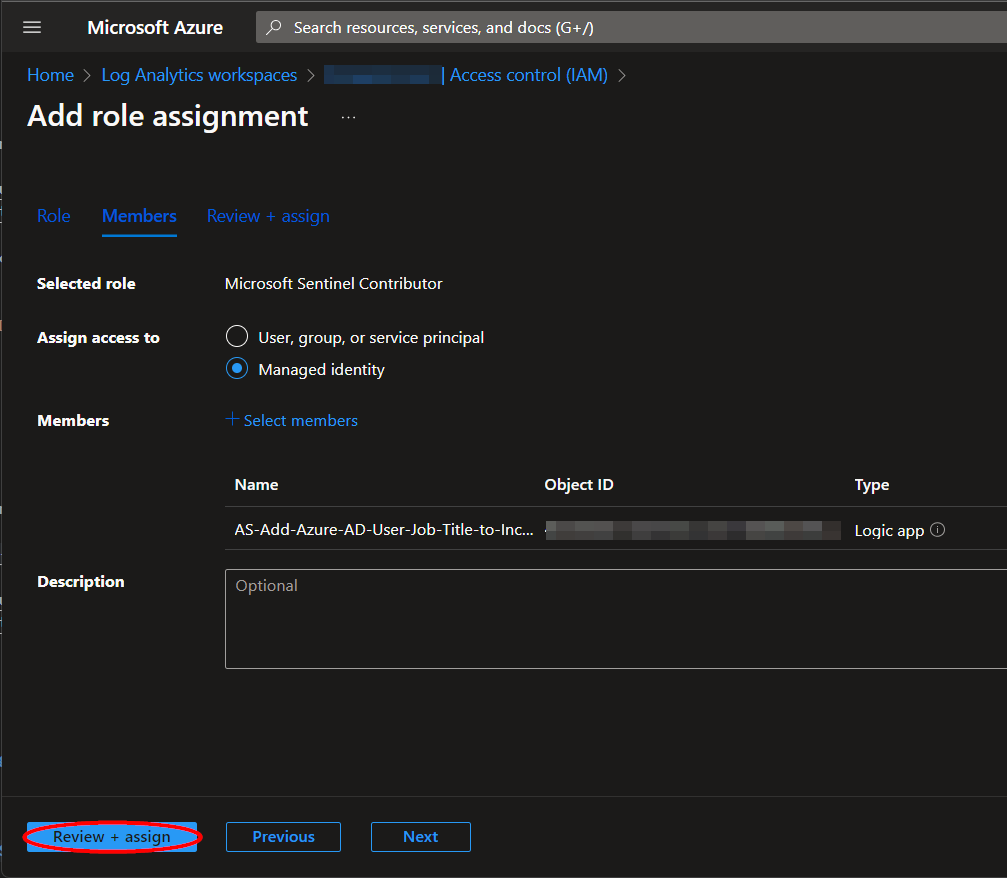 Microsoft Azure
Search resources, services, and docs (G+/)
Home > Log Analytics workspaces > | Access control (IAM) >
Add role assignment ...
Role Members Review + assign
Selected role Microsoft Sentinel Contributor
Assign access to User, group, or service principal
Managed identity
Members + Select members
Name Object ID Type
AS-Add-Azure-AD-User-Job-Title-to-Inc... Logic app
Description Optional
Review + assign Previous Next